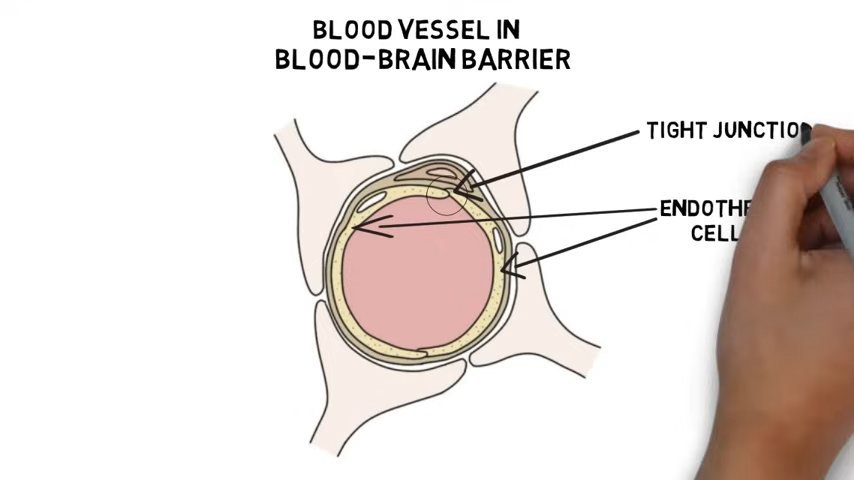 BLOOD VESSEL IN
BLOOD-BRAIN BARRIER
TIGHT JUNCTIO
ENDOTHE
CELL